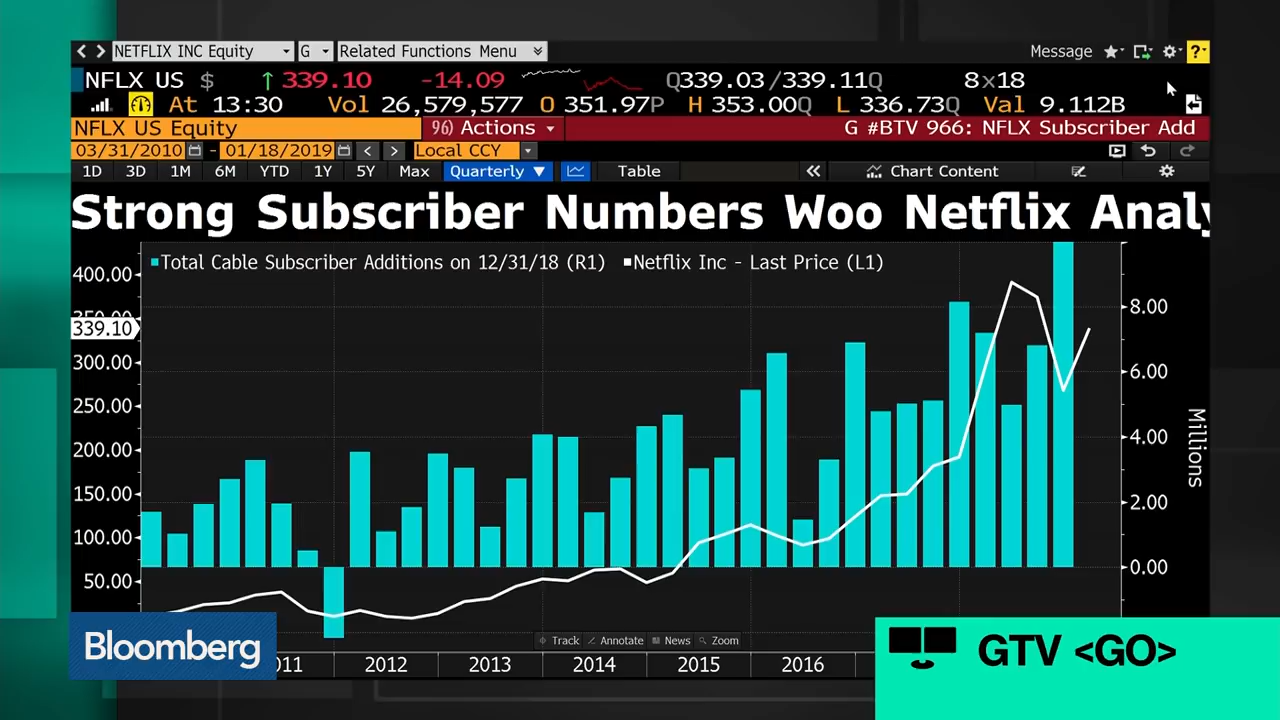 NETFLIX INC Equity G Related Functions Menu Message
NFLX US $ ↑ 339.10 -14.09 Q339.03/339.11Q 8x18
At 13:30 Vol 26,579,577 O 351.97P H 353.00Q L 336.73Q Val 9.112B
NFLX US Equity 96) Actions G #BTV 966: NFLX Subscriber Add
03/31/2010 - 01/18/2019 < > Local CCY
1D 3D 1M 6M YTD 1Y 5Y Max Quarterly ▼ Table « Chart Content
Strong Subscriber Numbers Woo Netflix Analy
Total Cable Subscriber Additions on 12/31/18 (R1) Netflix Inc - Last Price (L1)
400.00
350.00
339.10
300.00
250.00
200.00
150.00
100.00
50.00
8.00
6.00
4.00
2.00
0.00
Millions
Track Annotate News Zoom
011 2012 2013 2014 2015 2016
Bloomberg
GTV <GO>